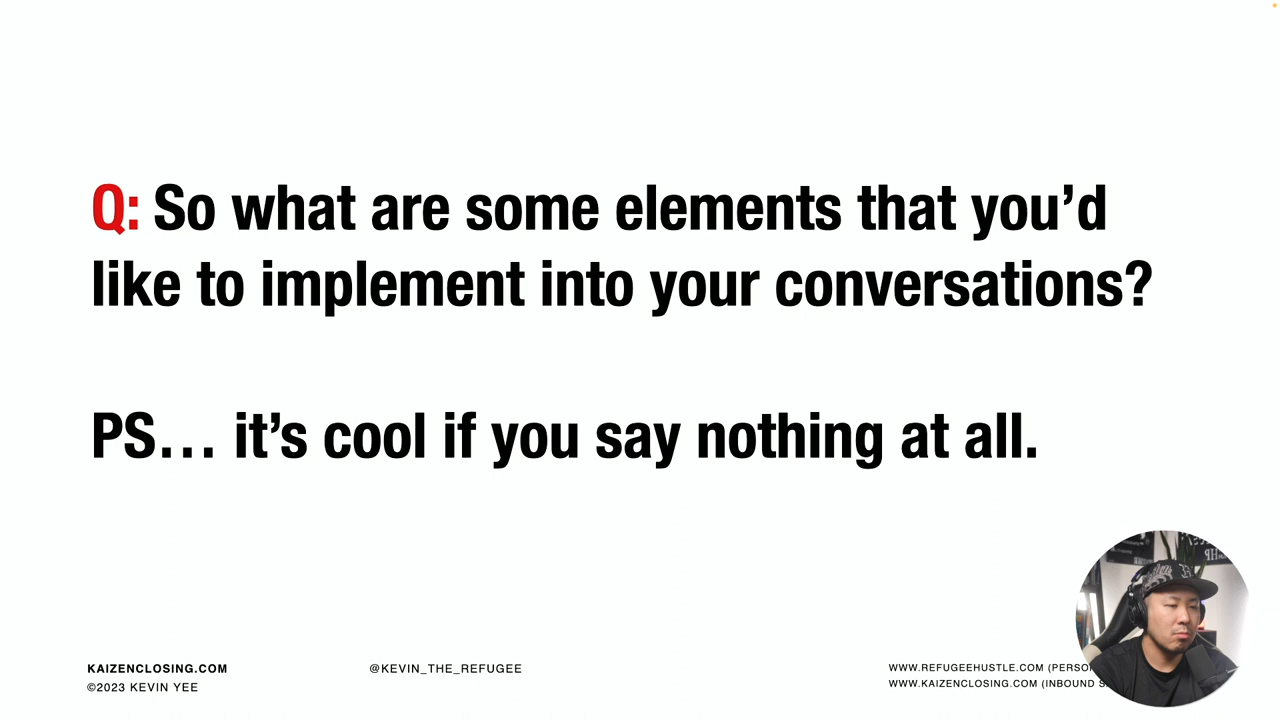 Q: So what are some elements that you’d
like to implement into your conversations?
PS… it’s cool if you say nothing at all.
KAIZENCLOSING.COM
©2023 KEVIN YEE
@KEVIN_THE_REFUGEE
WWW.REFUGEEHUSTLE.COM
WWW.KAIZENCLOSING.COM (INBOUND